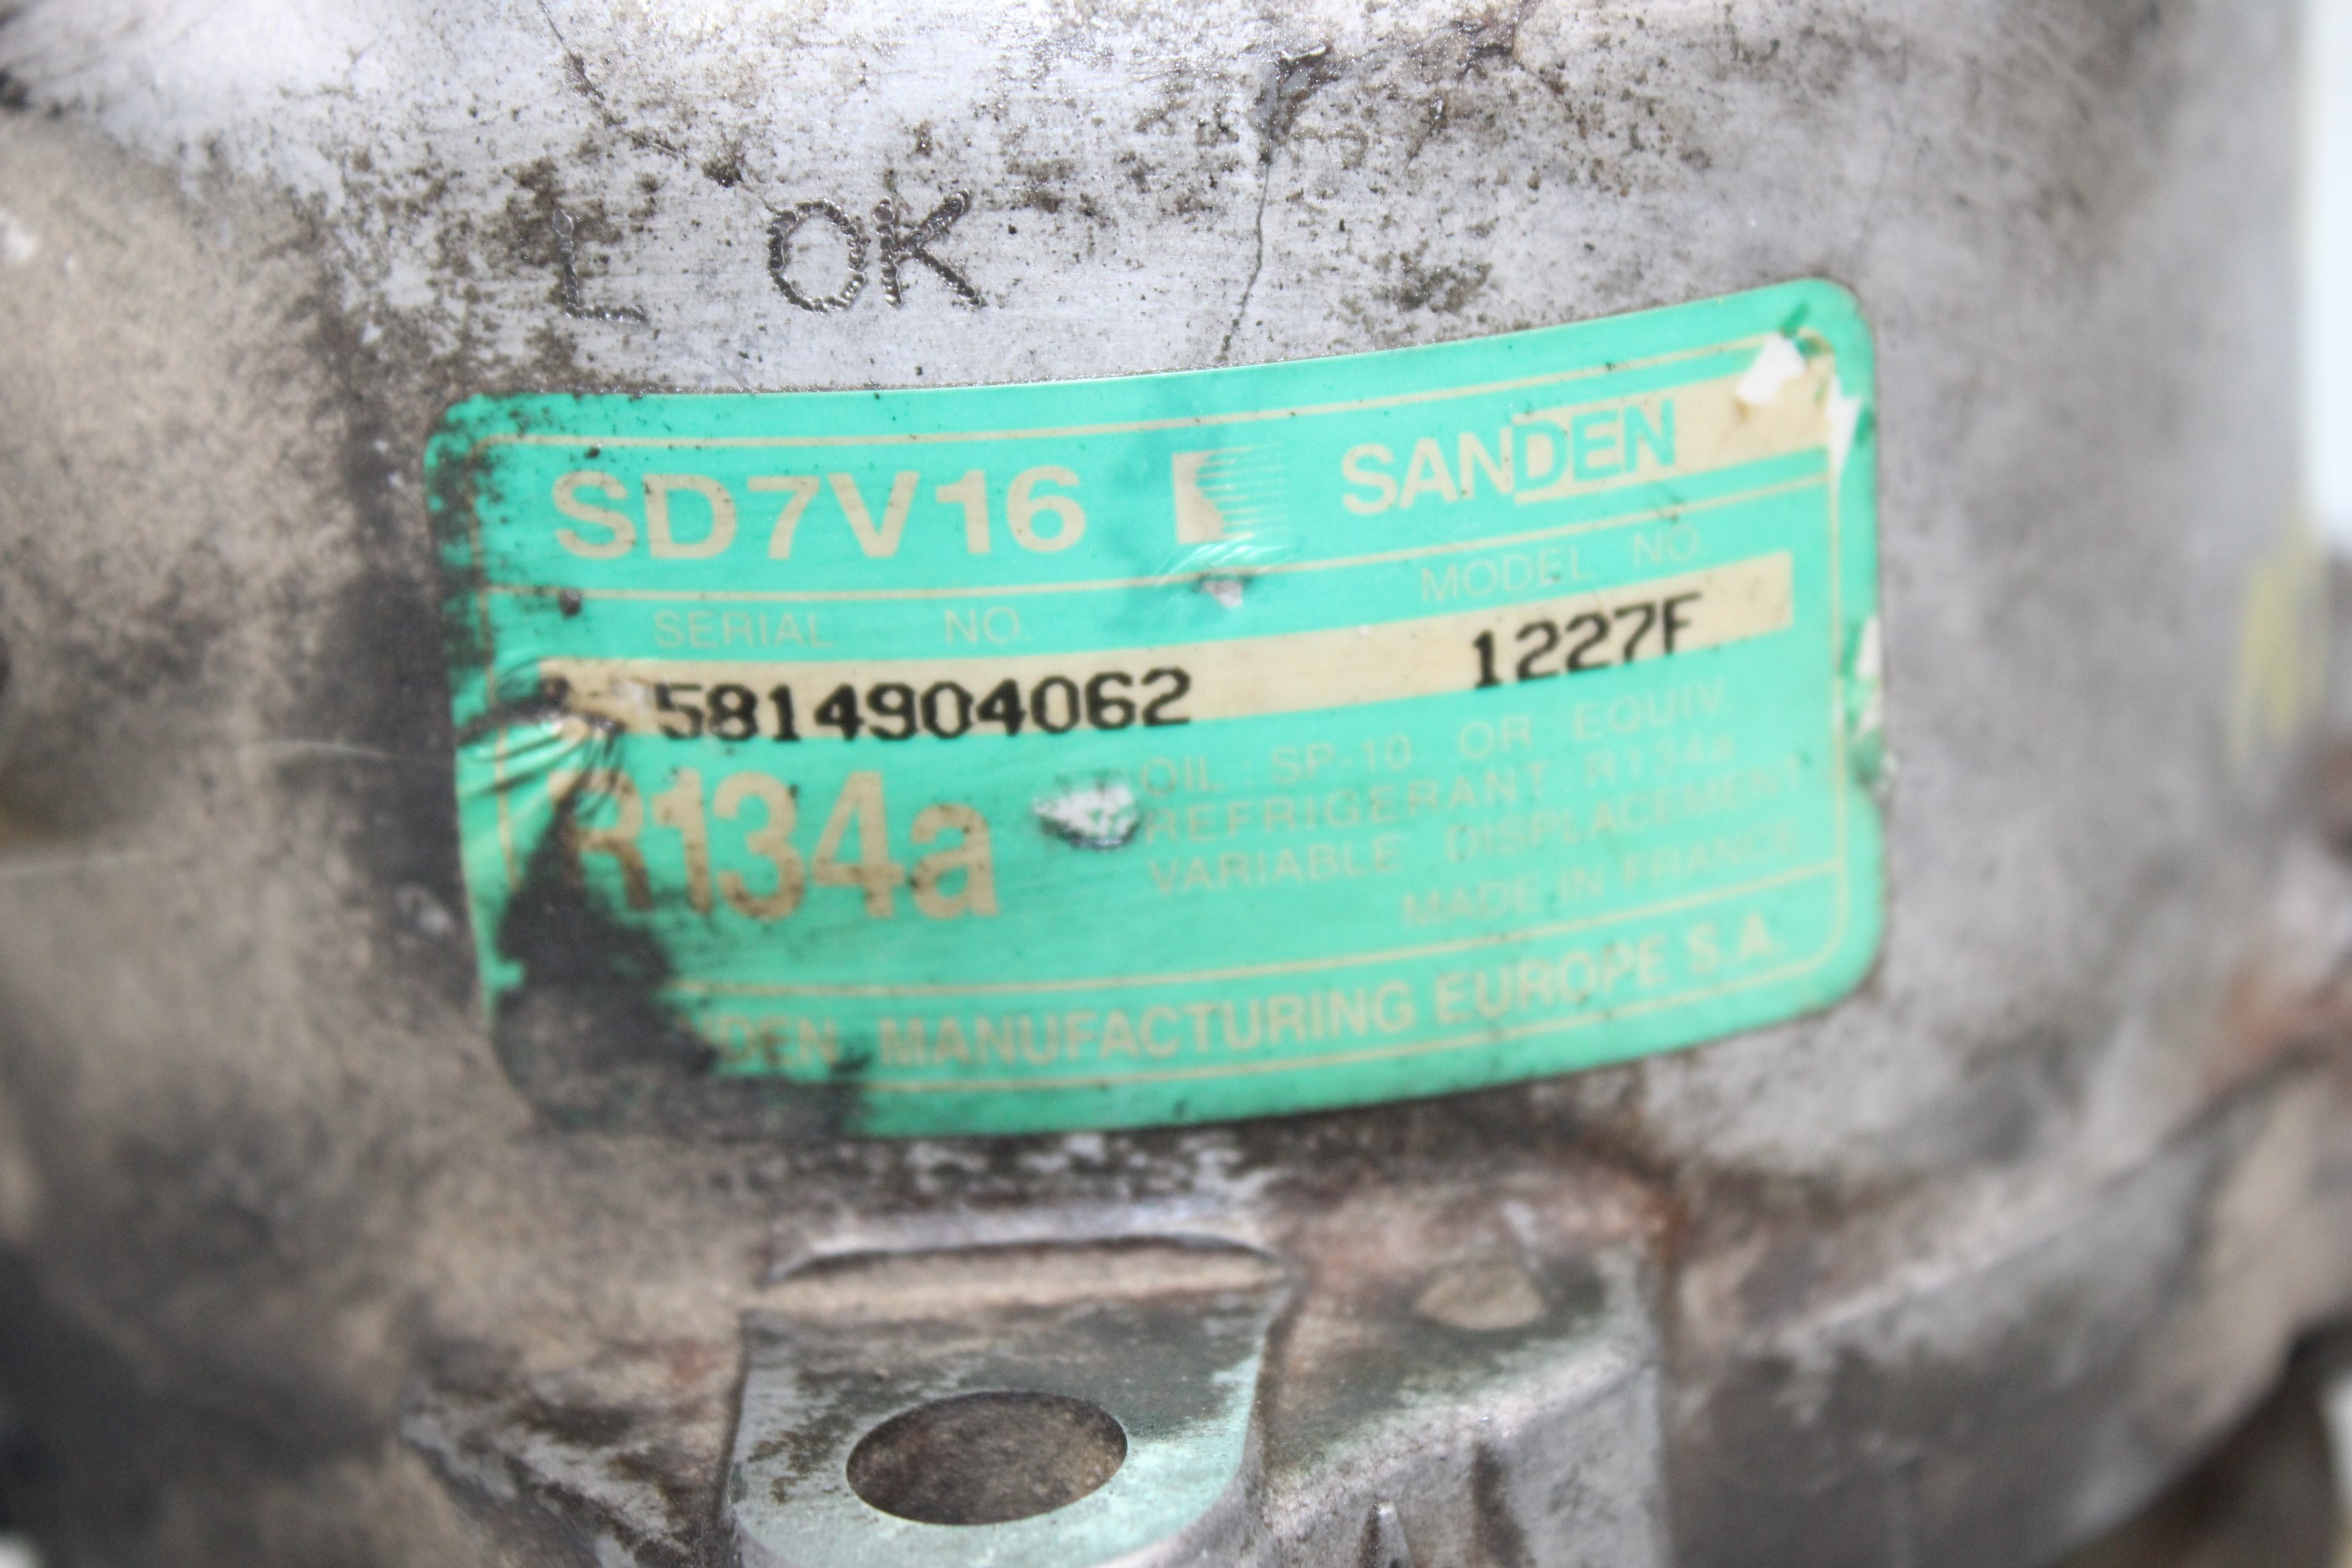 L OK
SD7V16 SANDEN
SERIAL NO. MODEL NO.
5814904062 1227F
R134a
OIL : SP-10 OR EQUIV.
REFRIGERANT : R134a
VARIABLE DISPLACEMENT
MADE IN FRANCE
NDEN MANUFACTURING EUROPE S.A.